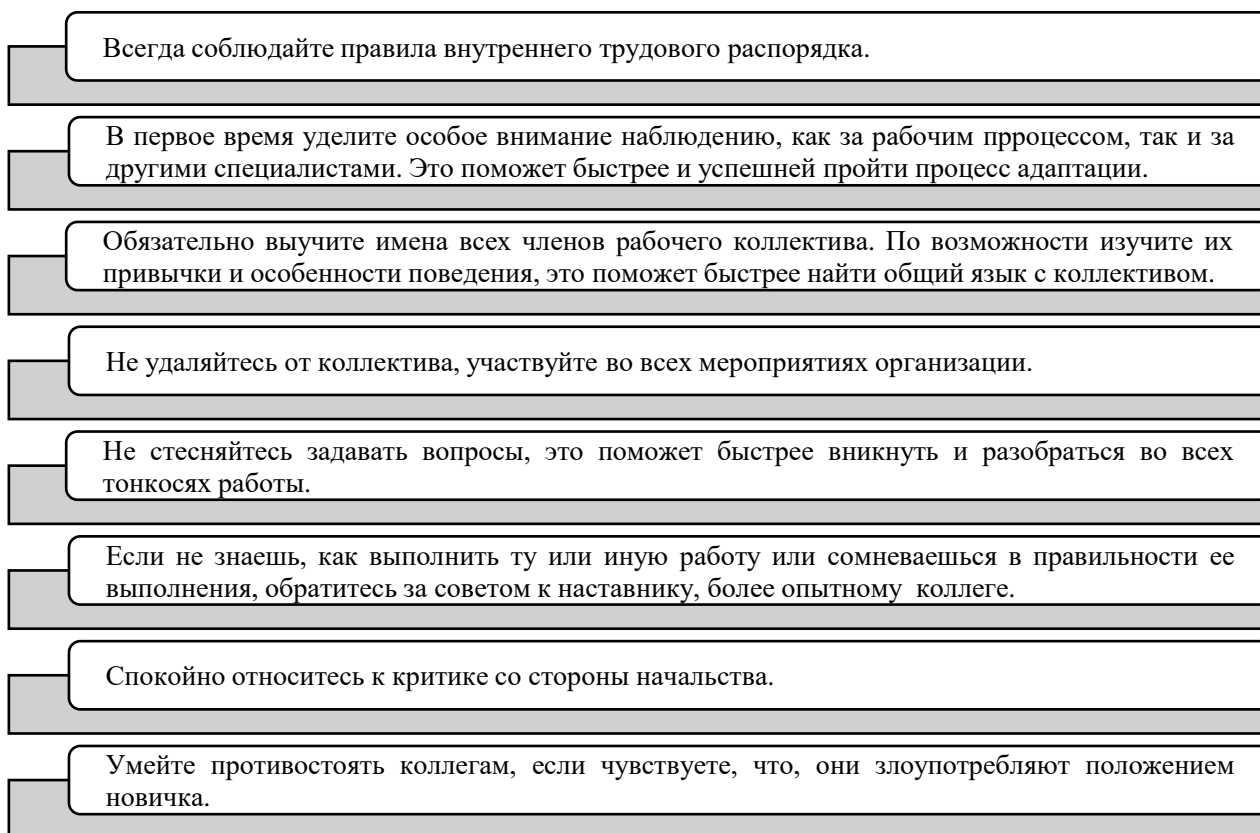 Всегда соблюдайте правила внутреннего трудового распорядка.
В первое время уделите особое внимание наблюдению, как за рабочим прроцессом, так и за
другими специалистами. Это поможет быстрее и успешней пройти процесс адаптации.
Обязательно выучите имена всех членов рабочего коллектива. По возможности изучите их
привычки и особенности поведения, это поможет быстрее найти общий язык с коллективом.
Не удаляйтесь от коллектива, участвуйте во всех мероприятиях организации.
Не стесняйтесь задавать вопросы, это поможет быстрее вникнуть и разобраться во всех
тонкосях работы.
Если не знаешь, как выполнить ту или иную работу или сомневаешься в правильности ее
выполнения, обратитесь за советом к наставнику, более опытному коллеге.
Спокойно относитесь к критике со стороны начальства.
Умейте противостоять коллегам, если чувствуете, что, они злоупотребляют положением
новичка.